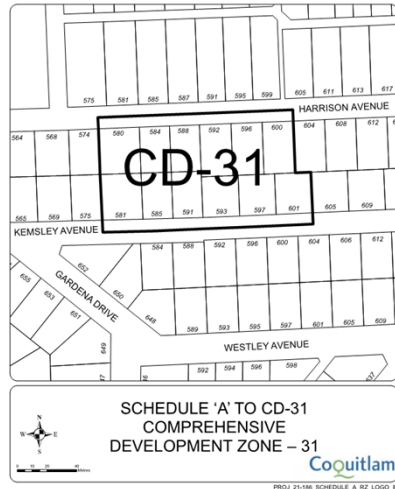 575 581 585 587 591 595 599 605 611 613 617
HARRISON AVENUE
564 568 574 580 584 588 592 596 600 604 608 612
CD-31
565 569 575 581 585 591 593 597 601 605 609
KEMSLEY AVENUE
584 588 592 596 600 604 606 612
652
650
648
GARDENA DRIVE
655
653
651
649
589 593 595 597 601 605 609
WESTLEY AVENUE
592 594 596 598
SCHEDULE ‘A’ TO CD-31
COMPREHENSIVE
DEVELOPMENT ZONE – 31
N
W E
S
Coquitlam